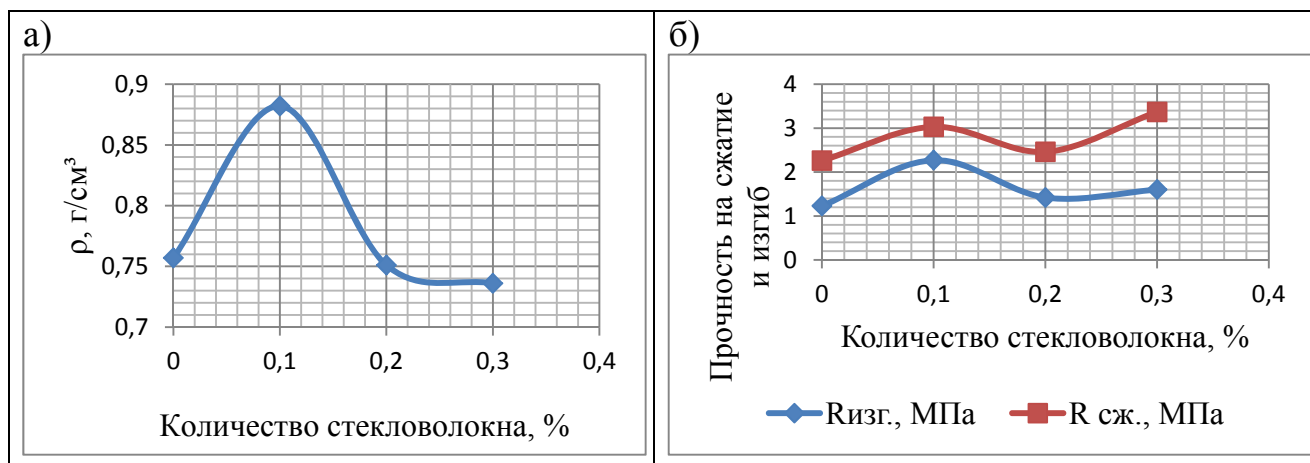 а)
ρ, г/см³
0,9
0,85
0,8
0,75
0,7
0 0,1 0,2 0,3 0,4
Количество стекловолокна, %
б)
Прочность на сжатие
и изгиб
4
3
2
1
0
0 0,1 0,2 0,3 0,4
Количество стекловолокна, %
Rизг., МПа R сж., МПа